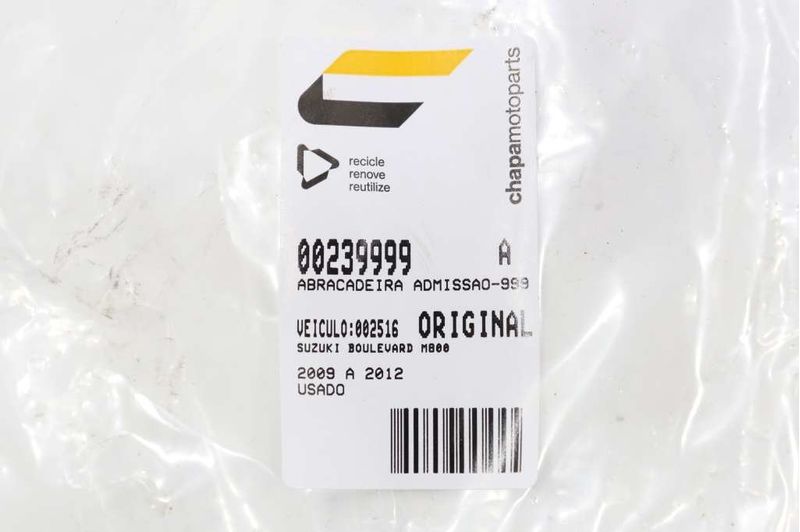 chapamotoparts
recicle
renove
reutilize
00239999 A
ABRACADEIRA ADMISSAO-999
VEICULO:002516 ORIGINAL
SUZUKI BOULEVARD M800
2009 A 2012
USADO